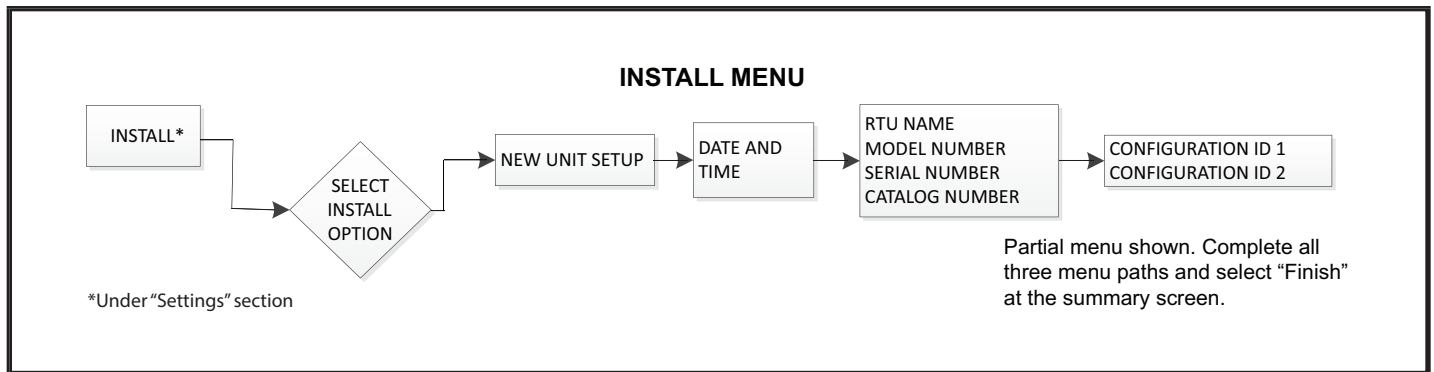 INSTALL MENU
INSTALL*
SELECT
INSTALL
OPTION
NEW UNIT SETUP
DATE AND
TIME
RTU NAME
MODEL NUMBER
SERIAL NUMBER
CATALOG NUMBER
CONFIGURATION ID 1
CONFIGURATION ID 2
Partial menu shown. Complete all
three menu paths and select “Finish”
at the summary screen.
*Under “Settings” section